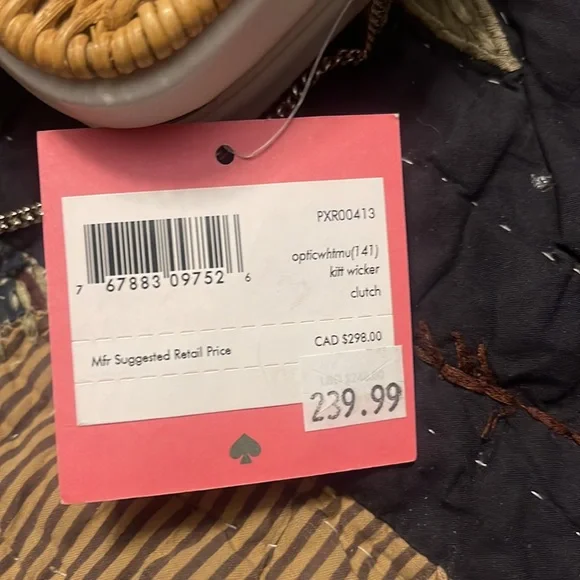 PXR00413
opticwhtmu(141)
kitt wicker
clutch
7 67883 09752 6
Mfr Suggested Retail Price
CAD $298.00
239.99